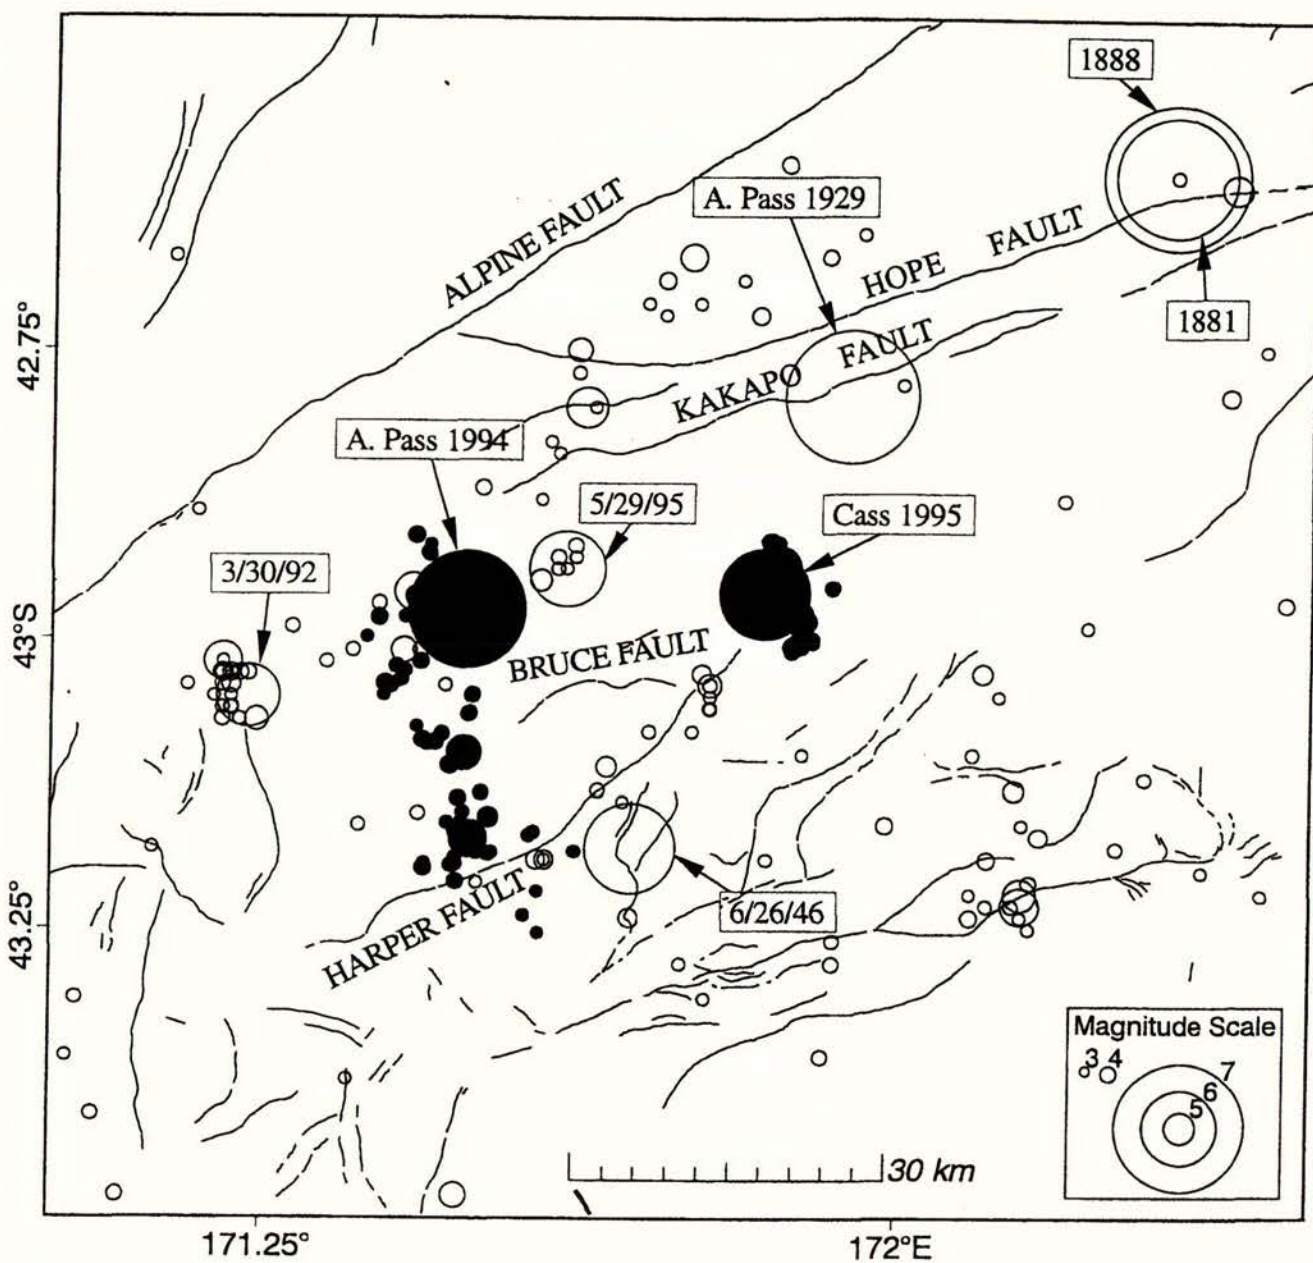 1888
A. Pass 1929
ALPINE FAULT
HOPE FAULT
1881
42.75°
KAKAPO FAULT
A. Pass 1994
5/29/95
Cass 1995
3/30/92
43°S
BRUCE FAULT
6/26/46
43.25°
HARPER FAULT
Magnitude Scale
3 4 7
6
5
30 km
171.25°
172°E